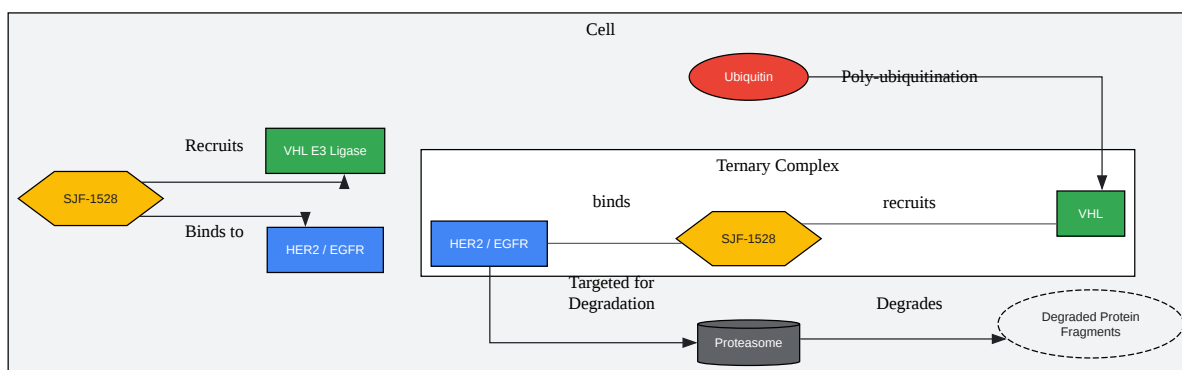 Cell
Ubiquitin
Poly-ubiquitination
Recruits
VHL E3 Ligase
SJF-1528
Binds to
HER2 / EGFR
Ternary Complex
binds
recruits
HER2 / EGFR
SJF-1528
VHL
Targeted for
Degradation
Proteasome
Degrades
Degraded Protein
Fragments